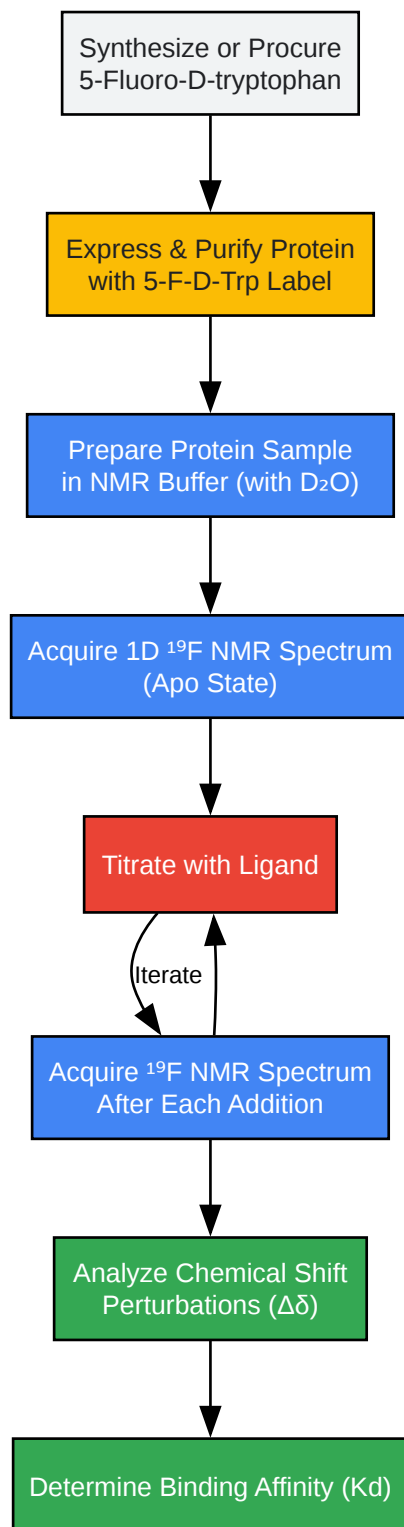 Synthesize or Procure
5-Fluoro-D-tryptophan
Express & Purify Protein
with 5-F-D-Trp Label
Prepare Protein Sample
in NMR Buffer (with D₂O)
Acquire 1D ¹⁹F NMR Spectrum
(Apo State)
Titrate with Ligand
Iterate
Acquire ¹⁹F NMR Spectrum
After Each Addition
Analyze Chemical Shift
Perturbations (Δδ)
Determine Binding Affinity (Kd)